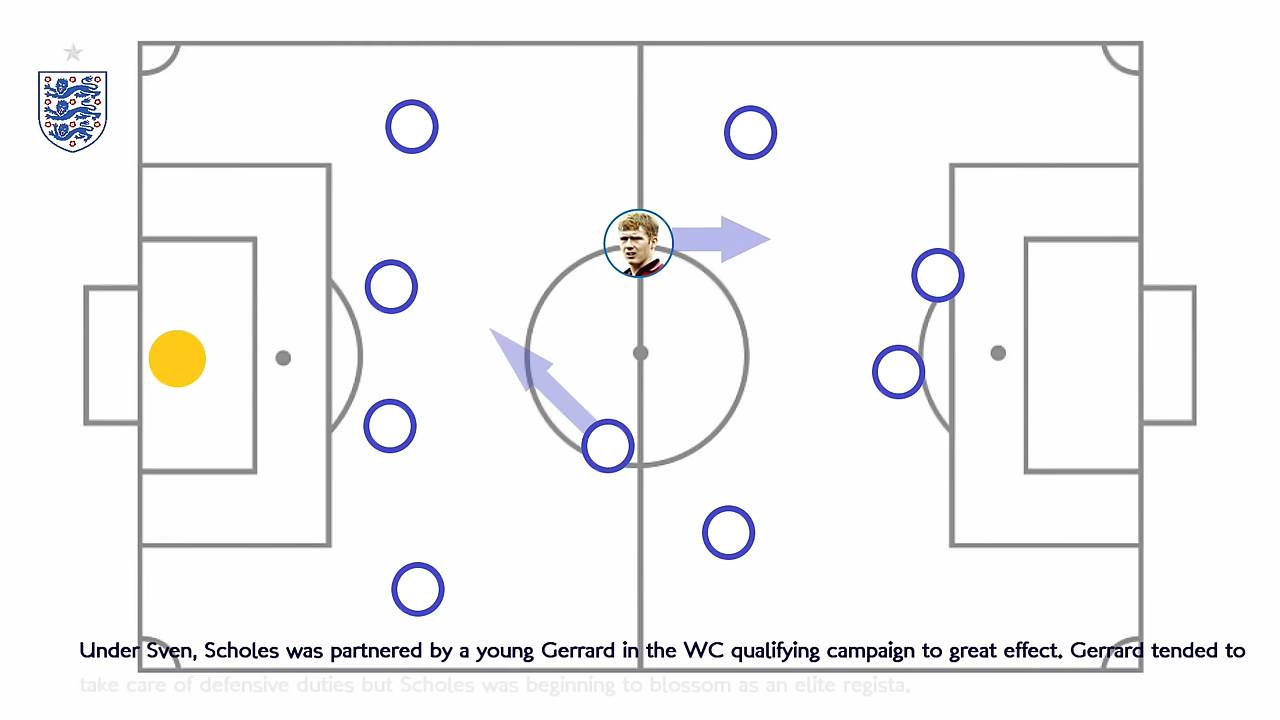 Under Sven, Scholes was partnered by a young Gerrard in the WC qualifying campaign to great effect. Gerrard tended to
take care of defensive duties but Scholes was beginning to blossom as an elite regista.